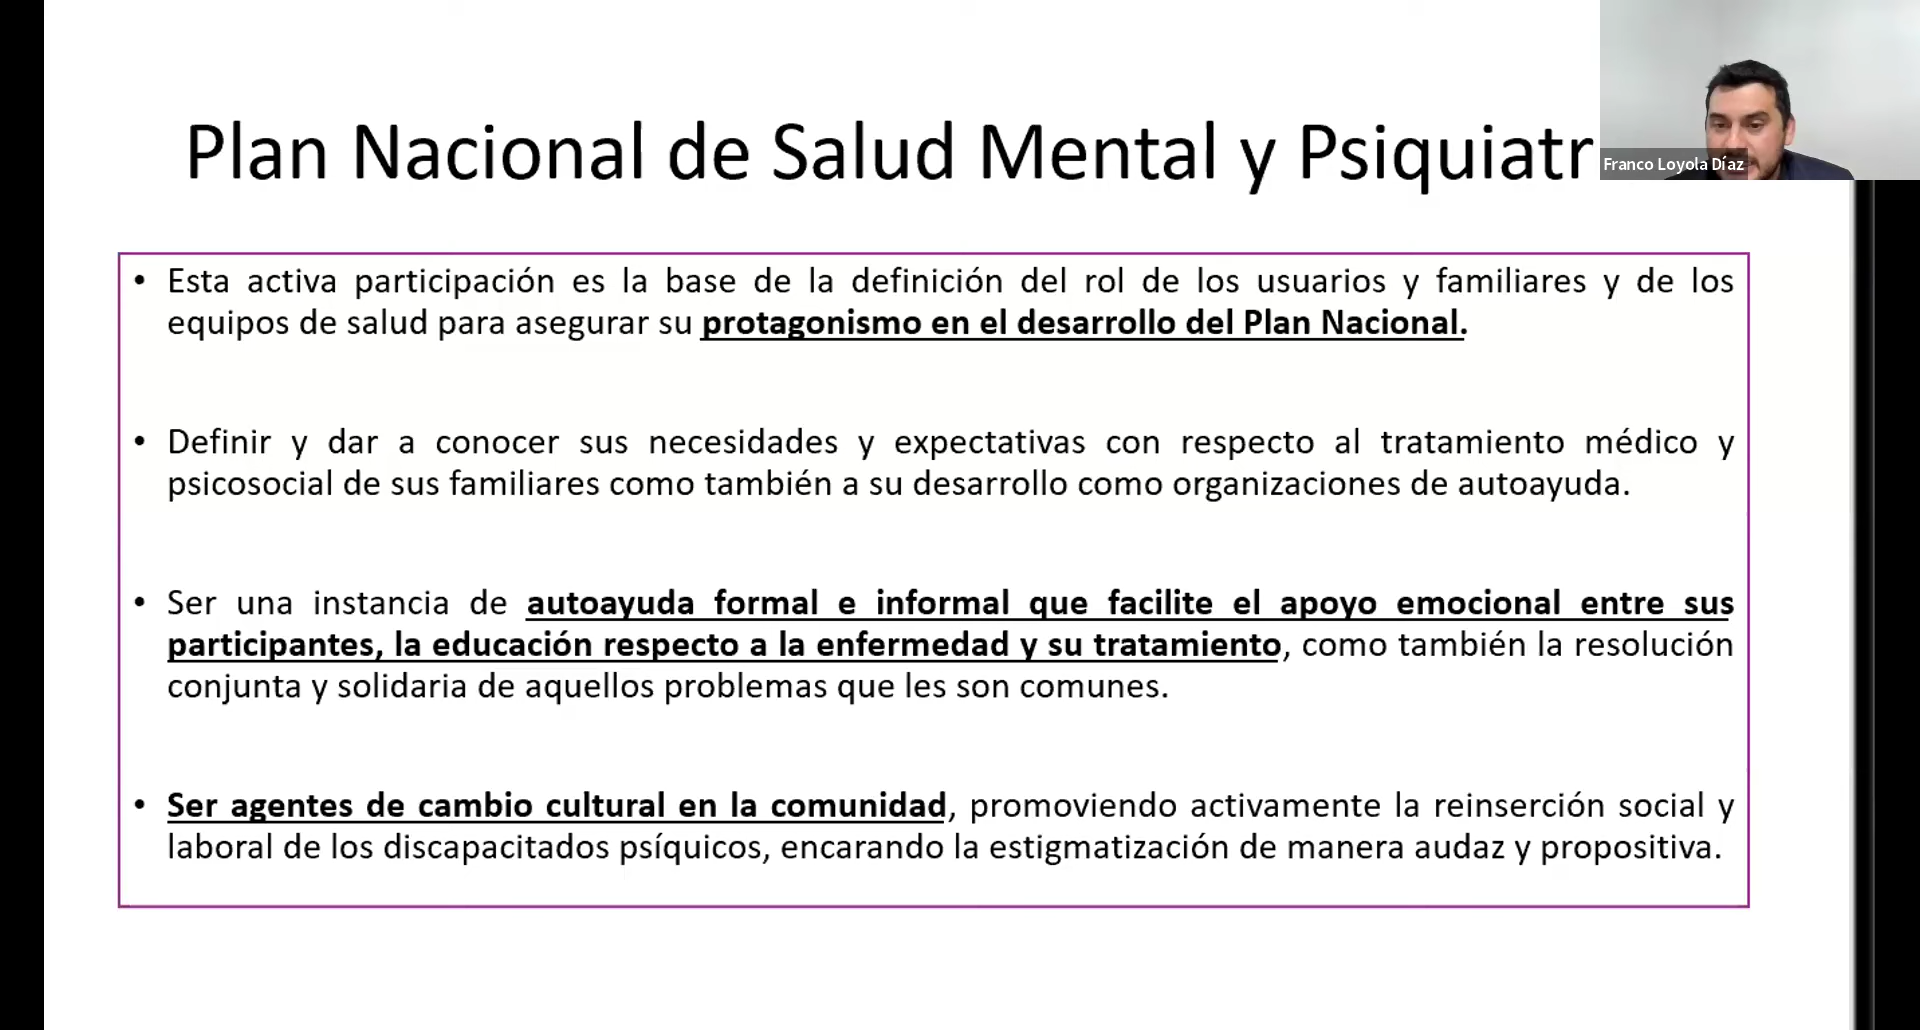 Plan Nacional de Salud Mental y Psiquiatr
Franco Loyola Díaz
• Esta activa participación es la base de la definición del rol de los usuarios y familiares y de los
equipos de salud para asegurar su protagonismo en el desarrollo del Plan Nacional.
• Definir y dar a conocer sus necesidades y expectativas con respecto al tratamiento médico y
psicosocial de sus familiares como también a su desarrollo como organizaciones de autoayuda.
• Ser una instancia de autoayuda formal e informal que facilite el apoyo emocional entre sus
participantes, la educación respecto a la enfermedad y su tratamiento, como también la resolución
conjunta y solidaria de aquellos problemas que les son comunes.
• Ser agentes de cambio cultural en la comunidad, promoviendo activamente la reinserción social y
laboral de los discapacitados psíquicos, encarando la estigmatización de manera audaz y propositiva.